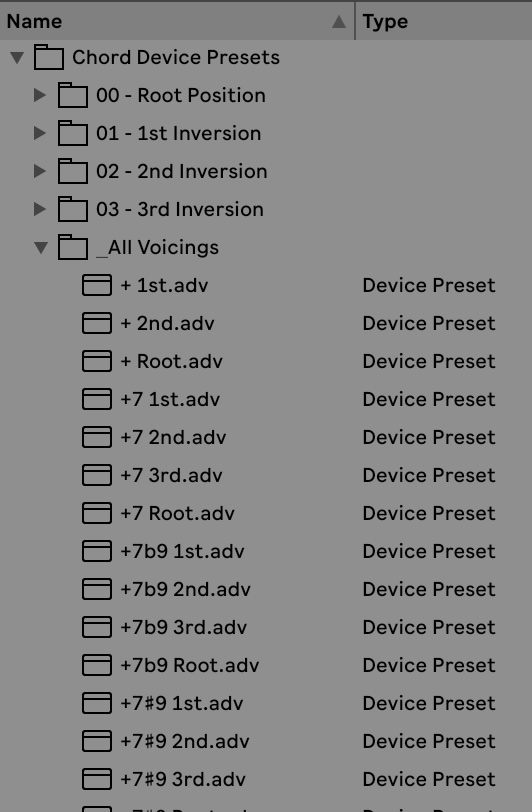 Name Type
Chord Device Presets
00 - Root Position
01 - 1st Inversion
02 - 2nd Inversion
03 - 3rd Inversion
_All Voicings
+ 1st.adv Device Preset
+ 2nd.adv Device Preset
+ Root.adv Device Preset
+7 1st.adv Device Preset
+7 2nd.adv Device Preset
+7 3rd.adv Device Preset
+7 Root.adv Device Preset
+7b9 1st.adv Device Preset
+7b9 2nd.adv Device Preset
+7b9 3rd.adv Device Preset
+7b9 Root.adv Device Preset
+7#9 1st.adv Device Preset
+7#9 2nd.adv Device Preset
+7#9 3rd.adv Device Preset